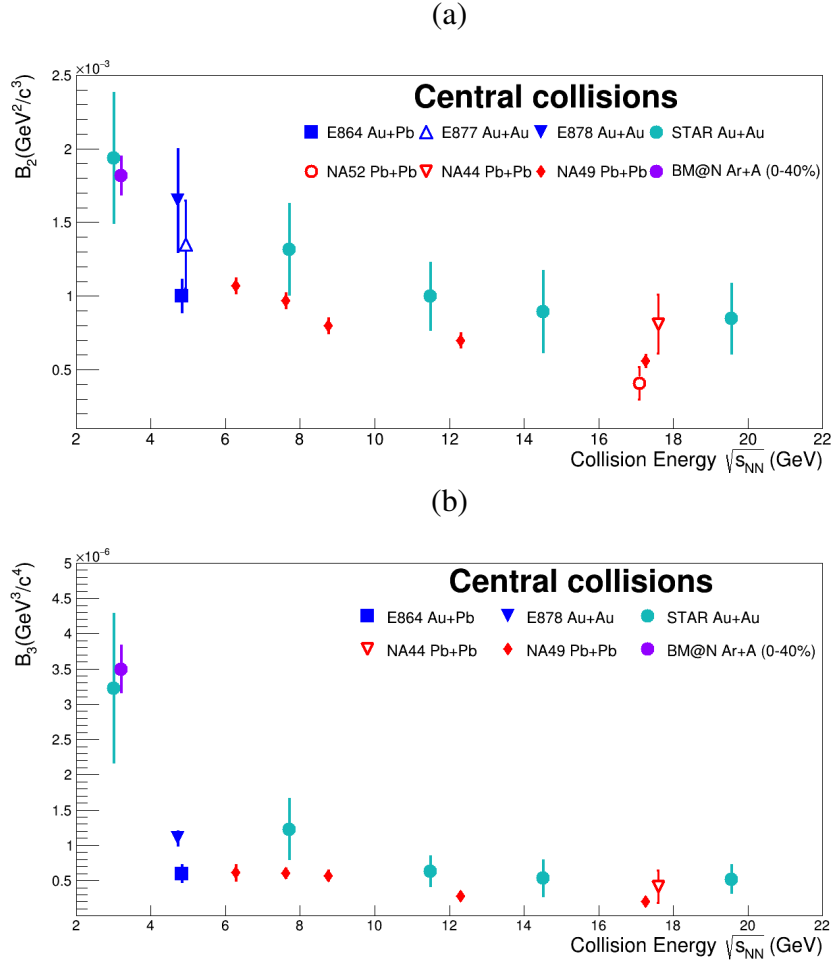 (a)
×10⁻³
B₂(GeV²/c³)
Central collisions
E864 Au+Pb E877 Au+Au E878 Au+Au STAR Au+Au
NA52 Pb+Pb NA44 Pb+Pb NA49 Pb+Pb BM@N Ar+A (0-40%)
2.5
2
1.5
1
0.5
2 4 6 8 10 12 14 16 18 20 22
Collision Energy √s_NN (GeV)
(b)
×10⁻⁶
B₃(GeV³/c⁴)
Central collisions
E864 Au+Pb E878 Au+Au STAR Au+Au
NA44 Pb+Pb NA49 Pb+Pb BM@N Ar+A (0-40%)
5
4.5
4
3.5
3
2.5
2
1.5
1
0.5
2 4 6 8 10 12 14 16 18 20 22
Collision Energy √s_NN (GeV)